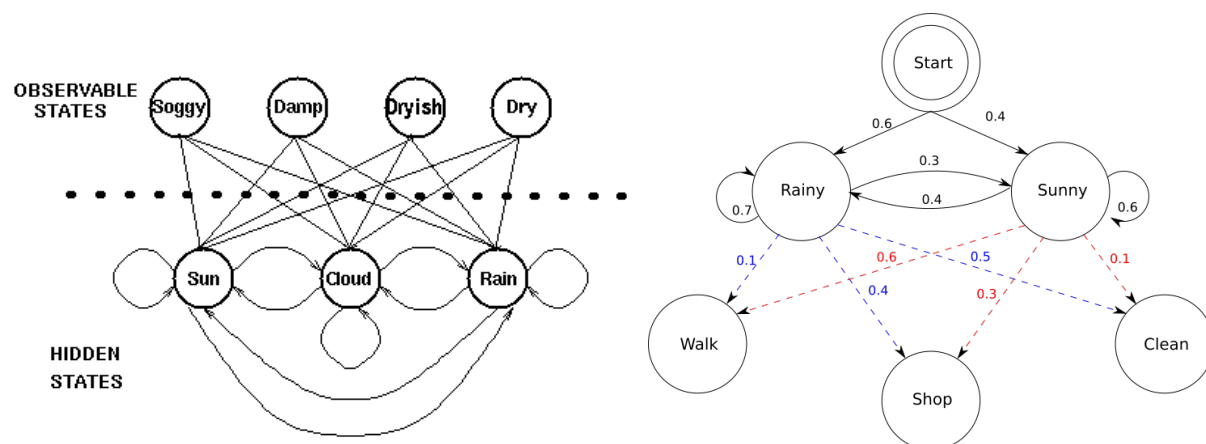 OBSERVABLE
STATES
Soggy
Damp
Dryish
Dry
Sun
Cloud
Rain
HIDDEN
STATES
Start
0.6
0.4
Rainy
0.3
Sunny
0.4
0.7
0.6
0.1
0.6
0.5
0.1
0.4
0.3
Walk
Shop
Clean